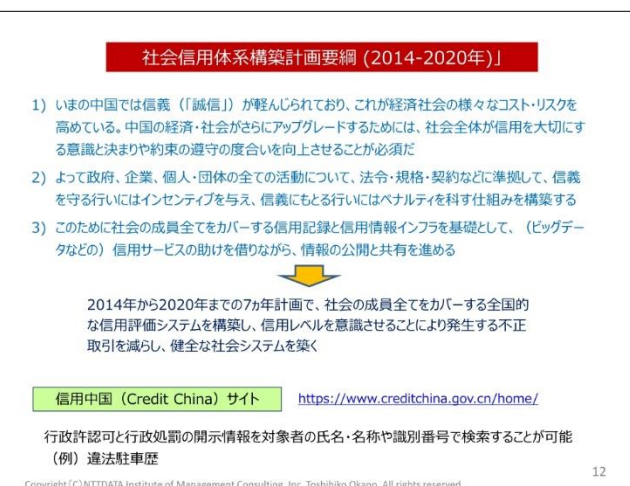 社会信用体系構築計画要綱 (2014-2020年)」
1) いまの中国では信義（「誠信」）が軽んじられており、これが経済社会の様々なコスト・リスクを
高めている。中国の経済・社会がさらにアップグレードするためには、社会全体が信用を大切にす
る意識と決まりや約束の遵守の度合いを向上させることが必須だ
2) よって政府、企業、個人・団体の全ての活動について、法令・規格・契約などに準拠して、信義
を守る行いにはインセンティブを与え、信義にもとる行いにはペナルティを科す仕組みを構築する
3) このために社会の成員全てをカバーする信用記録と信用情報インフラを基礎として、（ビッグデー
タなどの）信用サービスの助けを借りながら、情報の公開と共有を進める
2014年から2020年までの7ヵ年計画で、社会の成員全てをカバーする全国的
な信用評価システムを構築し、信用レベルを意識させることにより発生する不正
取引を減らし、健全な社会システムを築く
信用中国（Credit China）サイト https://www.creditchina.gov.cn/home/
行政許認可と行政処罰の開示情報を対象者の氏名・名称や識別番号で検索することが可能
（例）違法駐車歴
12
Copyright(C)NTTDATA Institute of Management Consulting, Inc. Toshihiko Okano, All rights reserved